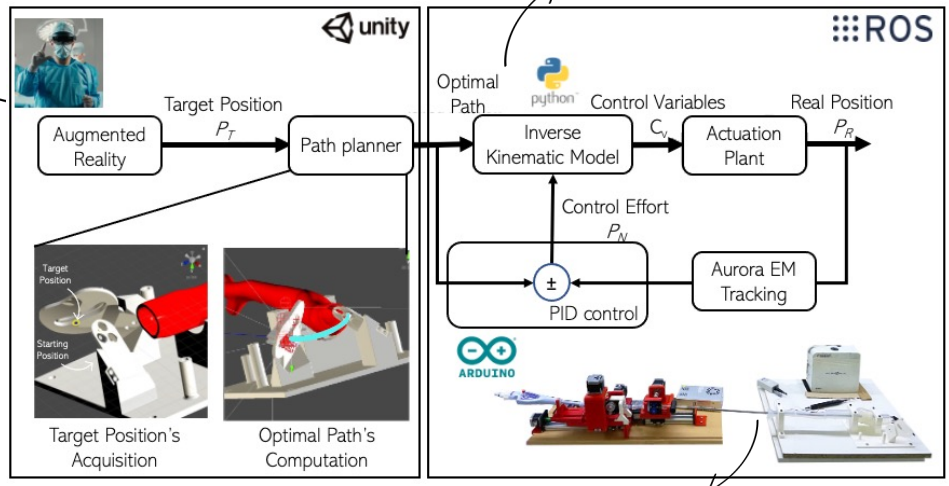 unity
ROS
Target Position
P_T
Augmented
Reality
Path planner
Optimal
Path
python
Control Variables
C_v
Real Position
P_R
Inverse
Kinematic Model
Actuation
Plant
Control Effort
P_N
±
PID control
Aurora EM
Tracking
ARDUINO
Target
Position
Starting
Position
Target Position's
Acquisition
Optimal Path's
Computation